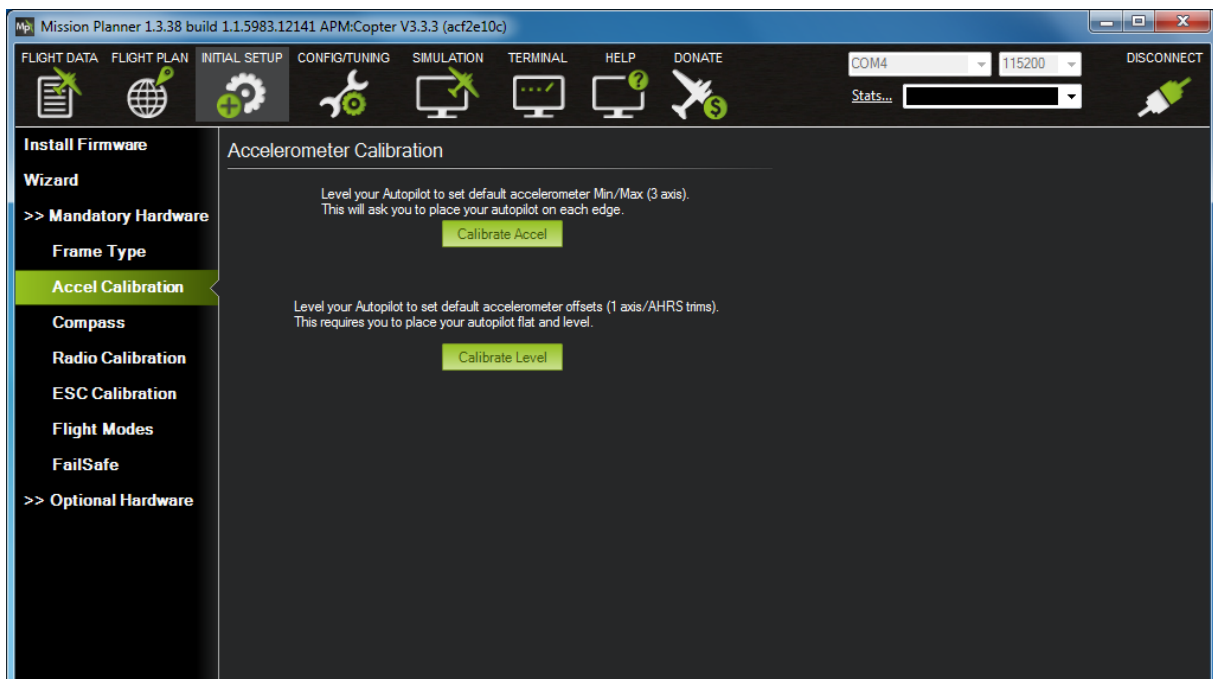 Mission Planner 1.3.38 build 1.1.5983.12141 APM:Copter V3.3.3 (acf2e10c)
FLIGHT DATA FLIGHT PLAN INITIAL SETUP CONFIG/TUNING SIMULATION TERMINAL HELP DONATE COM4 115200 DISCONNECT
Stats...
Install Firmware
Wizard
>> Mandatory Hardware
Frame Type
Accel Calibration
Compass
Radio Calibration
ESC Calibration
Flight Modes
FailSafe
>> Optional Hardware
Accelerometer Calibration
Level your Autopilot to set default accelerometer Min/Max (3 axis).
This will ask you to place your autopilot on each edge.
Calibrate Accel
Level your Autopilot to set default accelerometer offsets (1 axis/AHRS trims).
This requires you to place your autopilot flat and level.
Calibrate Level